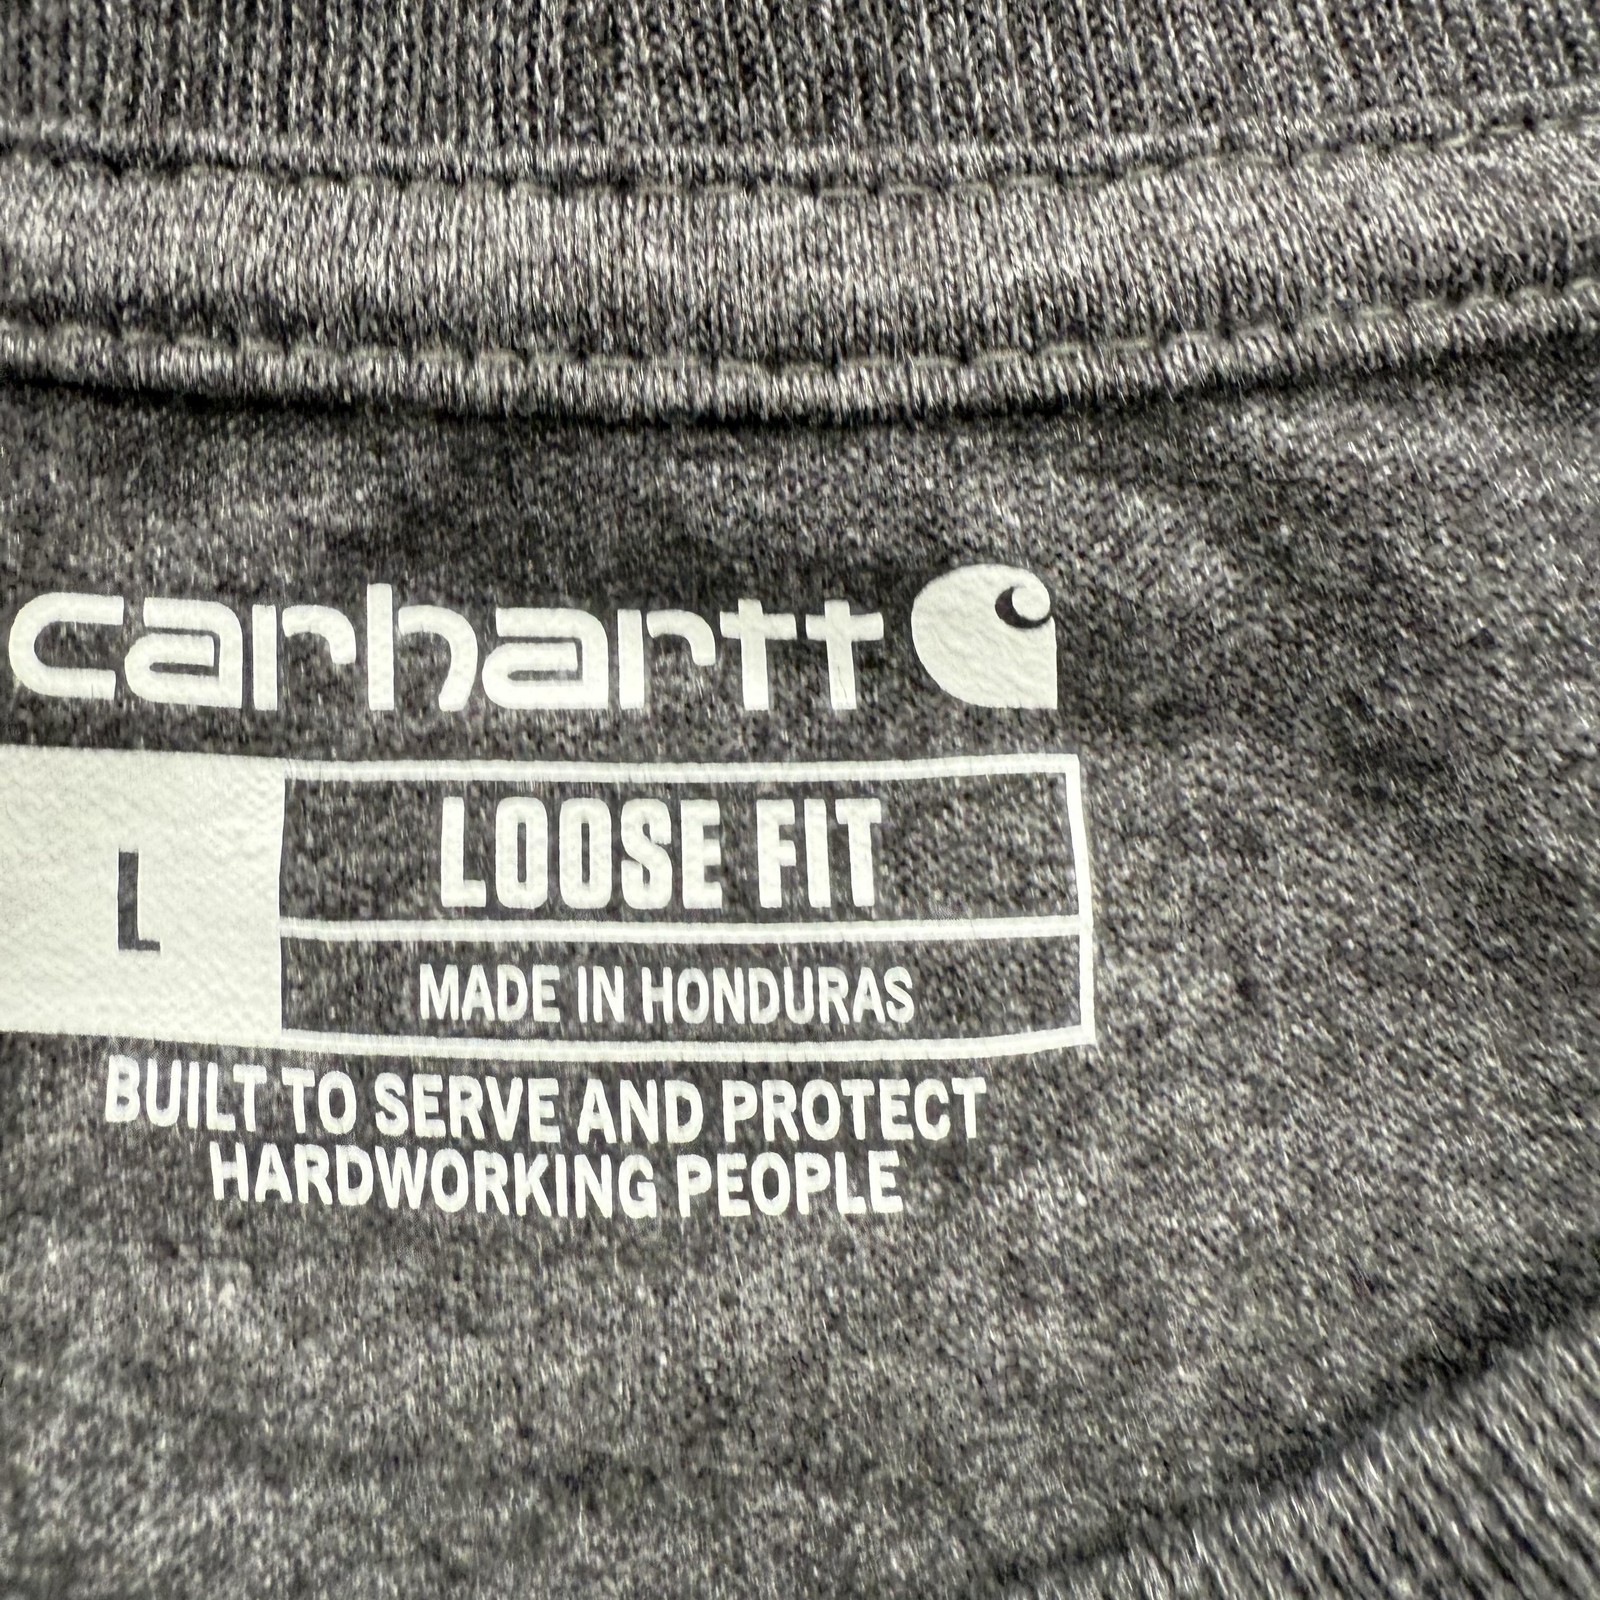 carhartt
L
LOOSE FIT
MADE IN HONDURAS
BUILT TO SERVE AND PROTECT
HARDWORKING PEOPLE